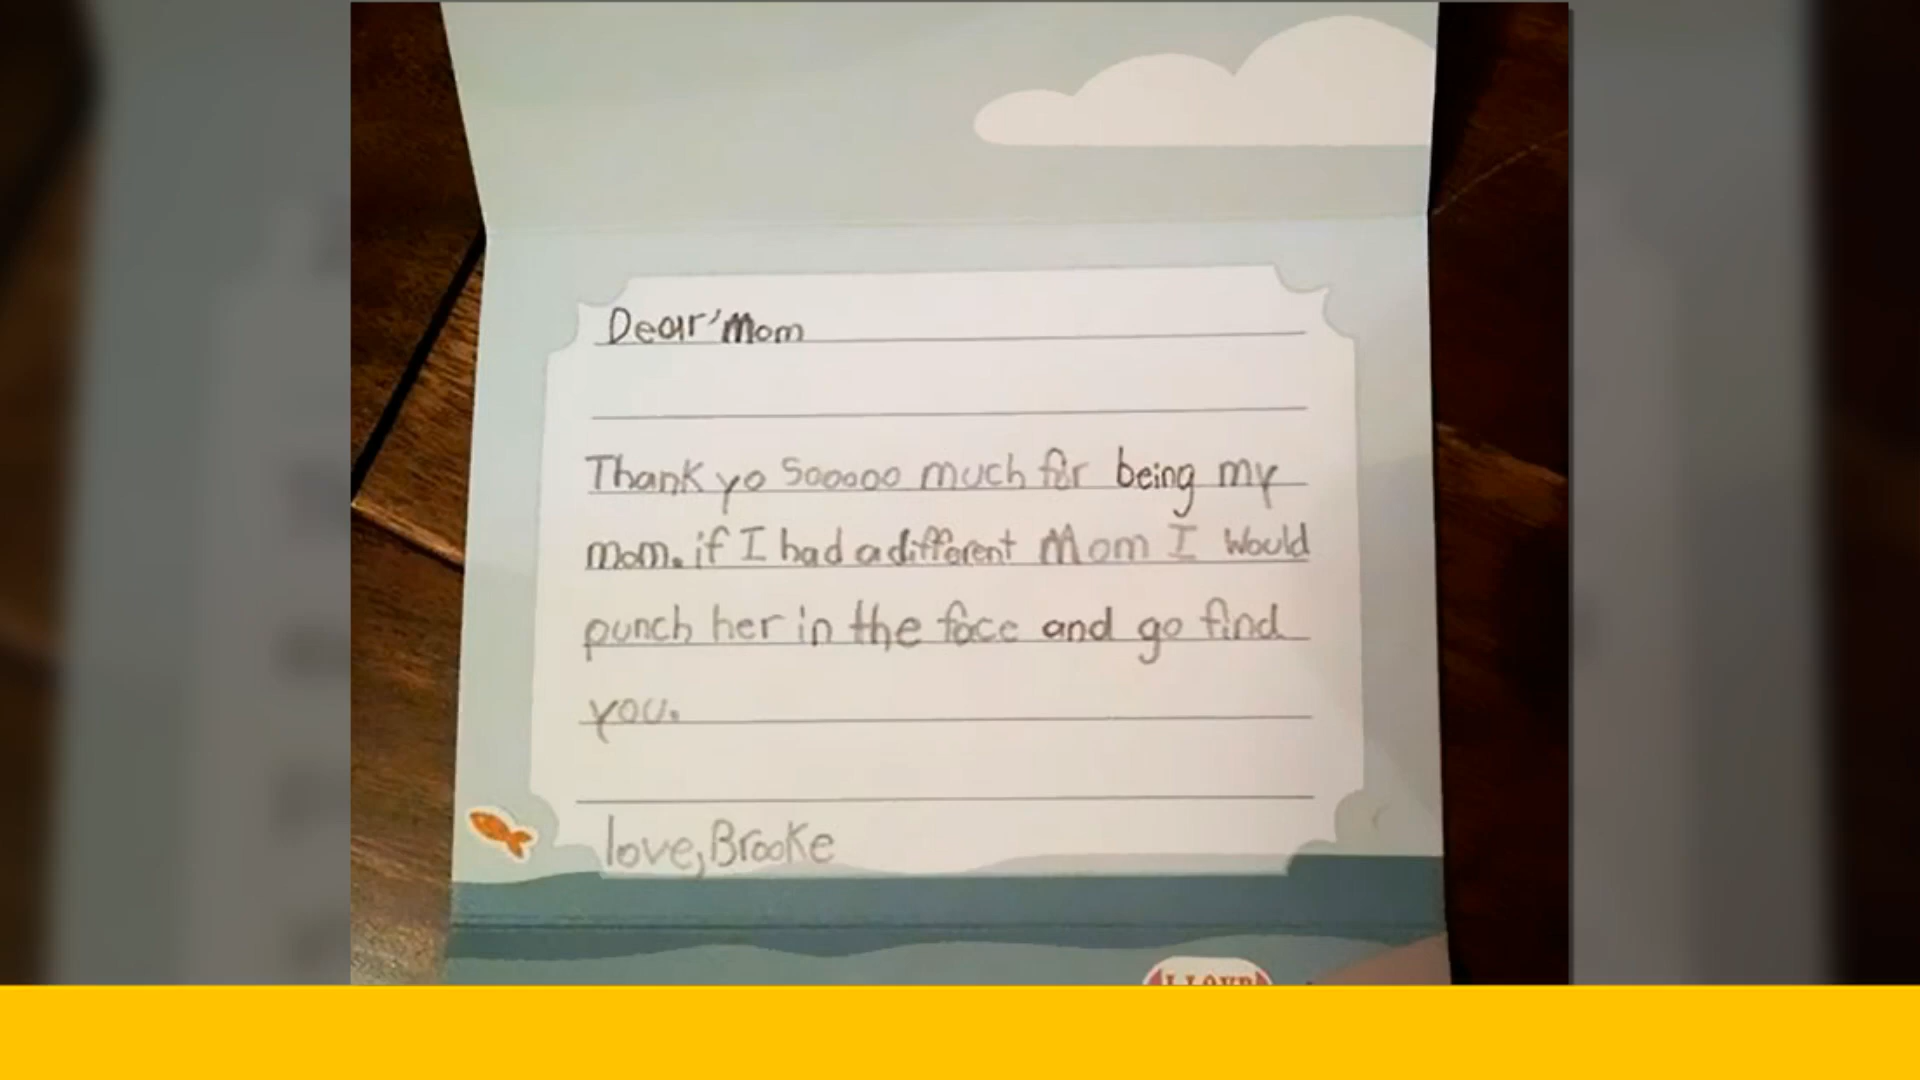 Dear' Mom
Thank yo Sooooo much for being my
mom. if I had a different Mom I would
punch her in the face and go find
you.
love, Brooke